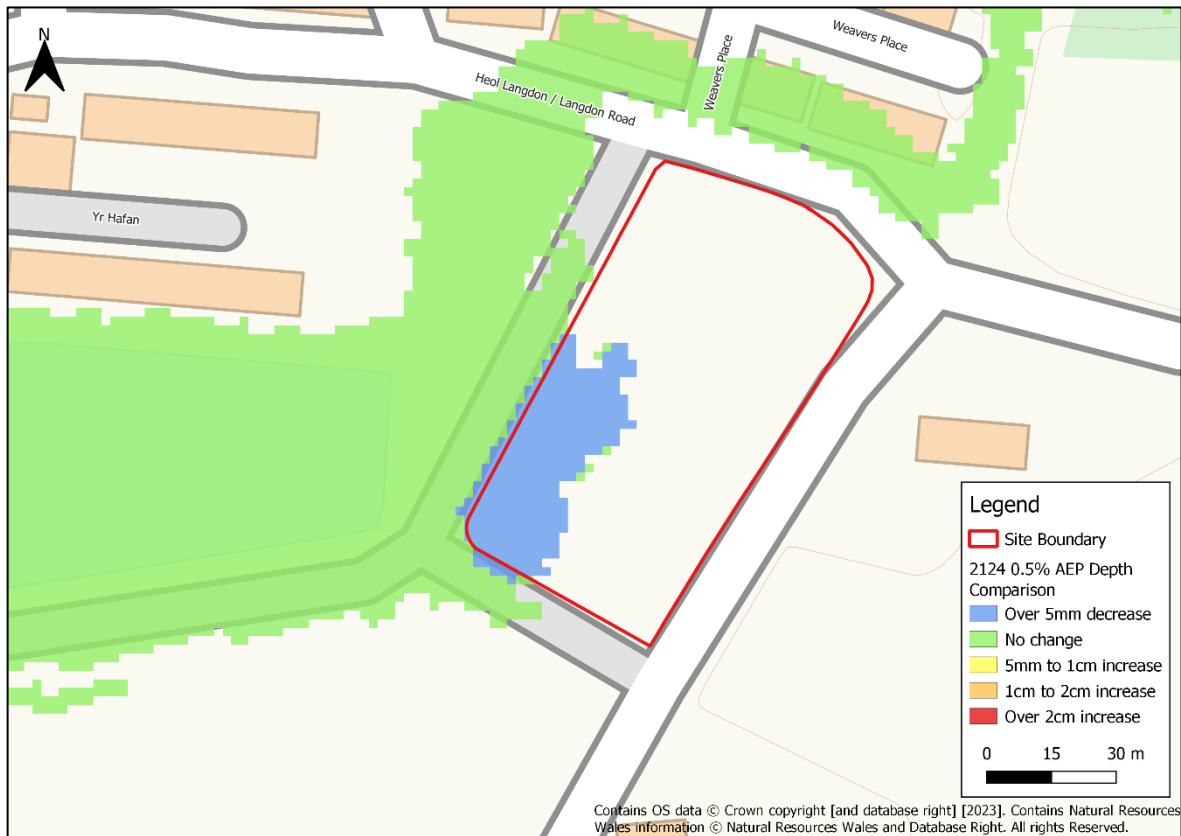 N
Weavers Place
Weavers Place
Heol Langdon / Langdon Road
Yr Hafan
Legend
Site Boundary
2124 0.5% AEP Depth
Comparison
Over 5mm decrease
No change
5mm to 1cm increase
1cm to 2cm increase
Over 2cm increase
0 15 30 m
Contains OS data © Crown copyright [and database right] [2023]. Contains Natural Resources
Wales information © Natural Resources Wales and Database Right. All rights Reserved.